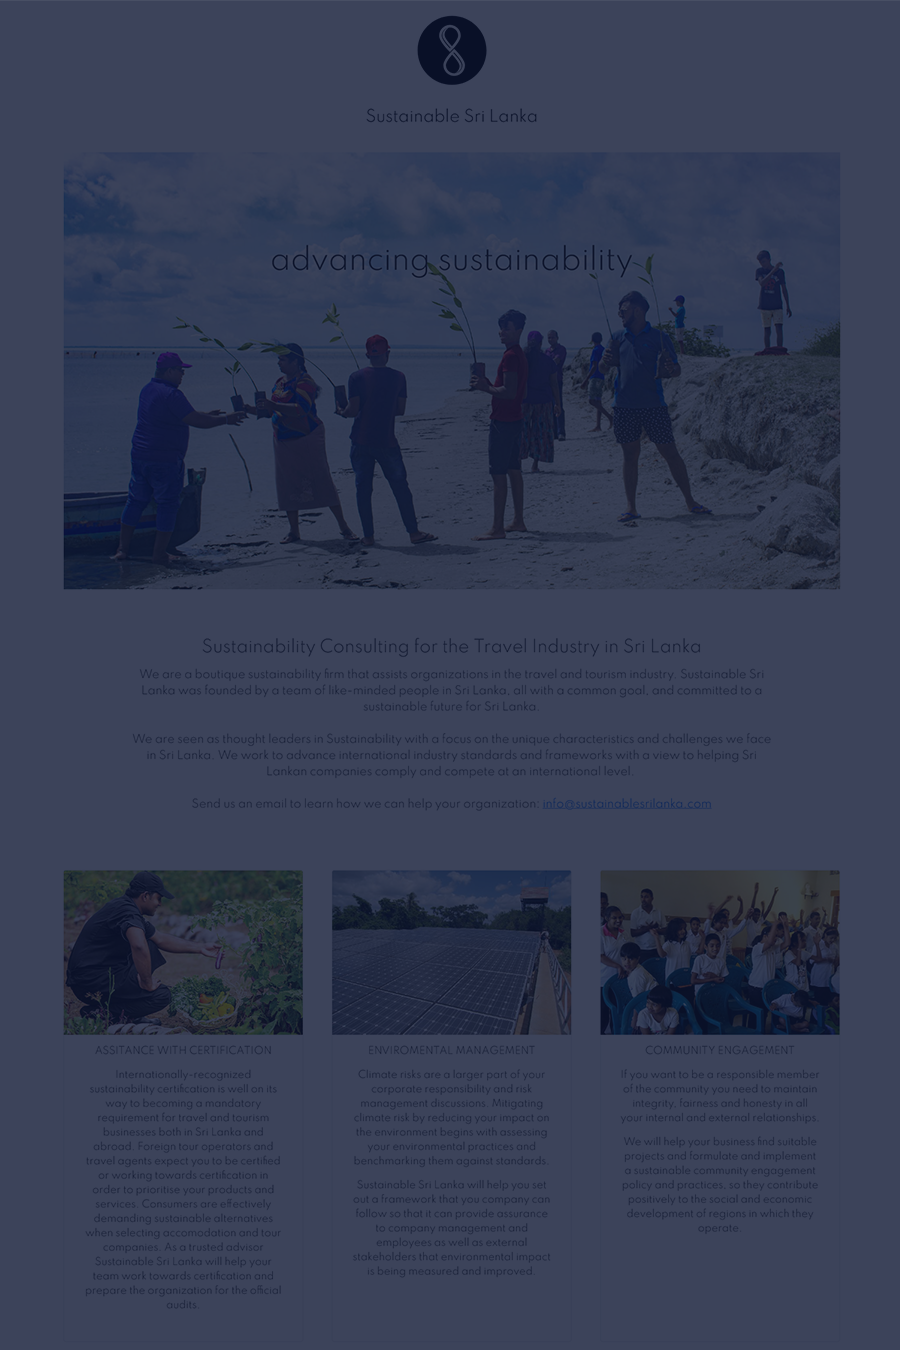 Sustainable Sri Lanka
advancing sustainability
Sustainability Consulting for the Travel Industry in Sri Lanka
We are a boutique sustainability firm that assists organizations in the travel and tourism industry. Sustainable Sri
Lanka was founded by a team of like-minded people in Sri Lanka, all with a common goal, and committed to a
sustainable future for Sri Lanka.
We are seen as thought leaders in Sustainability with a focus on the unique characteristics and challenges we face
in Sri Lanka. We work to advance international industry standards and frameworks with a view to helping Sri
Lankan companies comply and compete at an international level.
Send us an email to learn how we can help your organization: info@sustainablesrilanka.com
ASSITANCE WITH CERTIFICATION
Internationally-recognized
sustainability certification is well on its
way to becoming a mandatory
requirement for travel and tourism
businesses both in Sri Lanka and
abroad. Foreign tour operators and
travel agents expect you to be certified
or working towards certification in
order to prioritise your products and
services. Consumers are effectively
demanding sustainable alternatives
when selecting accomodation and tour
companies. As a trusted advisor
Sustainable Sri Lanka will help your
team work towards certification and
prepare the organization for the official
audits.
ENVIROMENTAL MANAGEMENT
Climate risks are a larger part of your
corporate responsibility and risk
management discussions. Mitigating
climate risk by reducing your impact on
the environment begins with assessing
your environmental practices and
benchmarking them against standards.
Sustainable Sri Lanka will help you set
out a framework that you company can
follow so that it can provide assurance
to company management and
employees as well as external
stakeholders that environmental impact
is being measured and improved.
COMMUNITY ENGAGEMENT
If you want to be a responsible member
of the community you need to maintain
integrity, fairness and honesty in all
your internal and external relationships.
We will help your business find suitable
projects and formulate and implement
a sustainable community engagement
policy and practices, so they contribute
positively to the social and economic
development of regions in which they
operate.